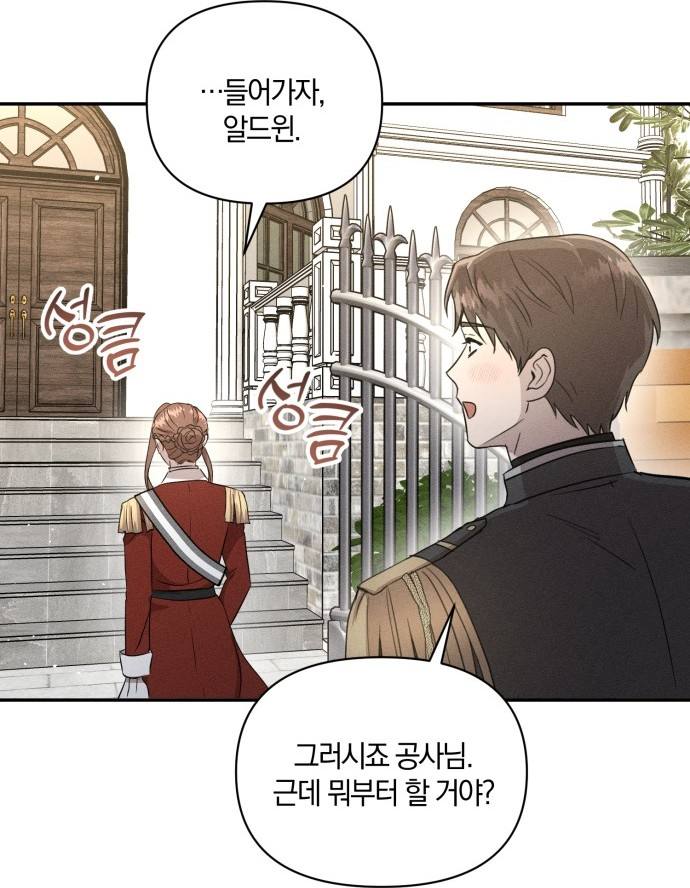 …들어가자,
알드윈.
성큼
성큼
그러시죠 공사님.
근데 뭐부터 할 거야?